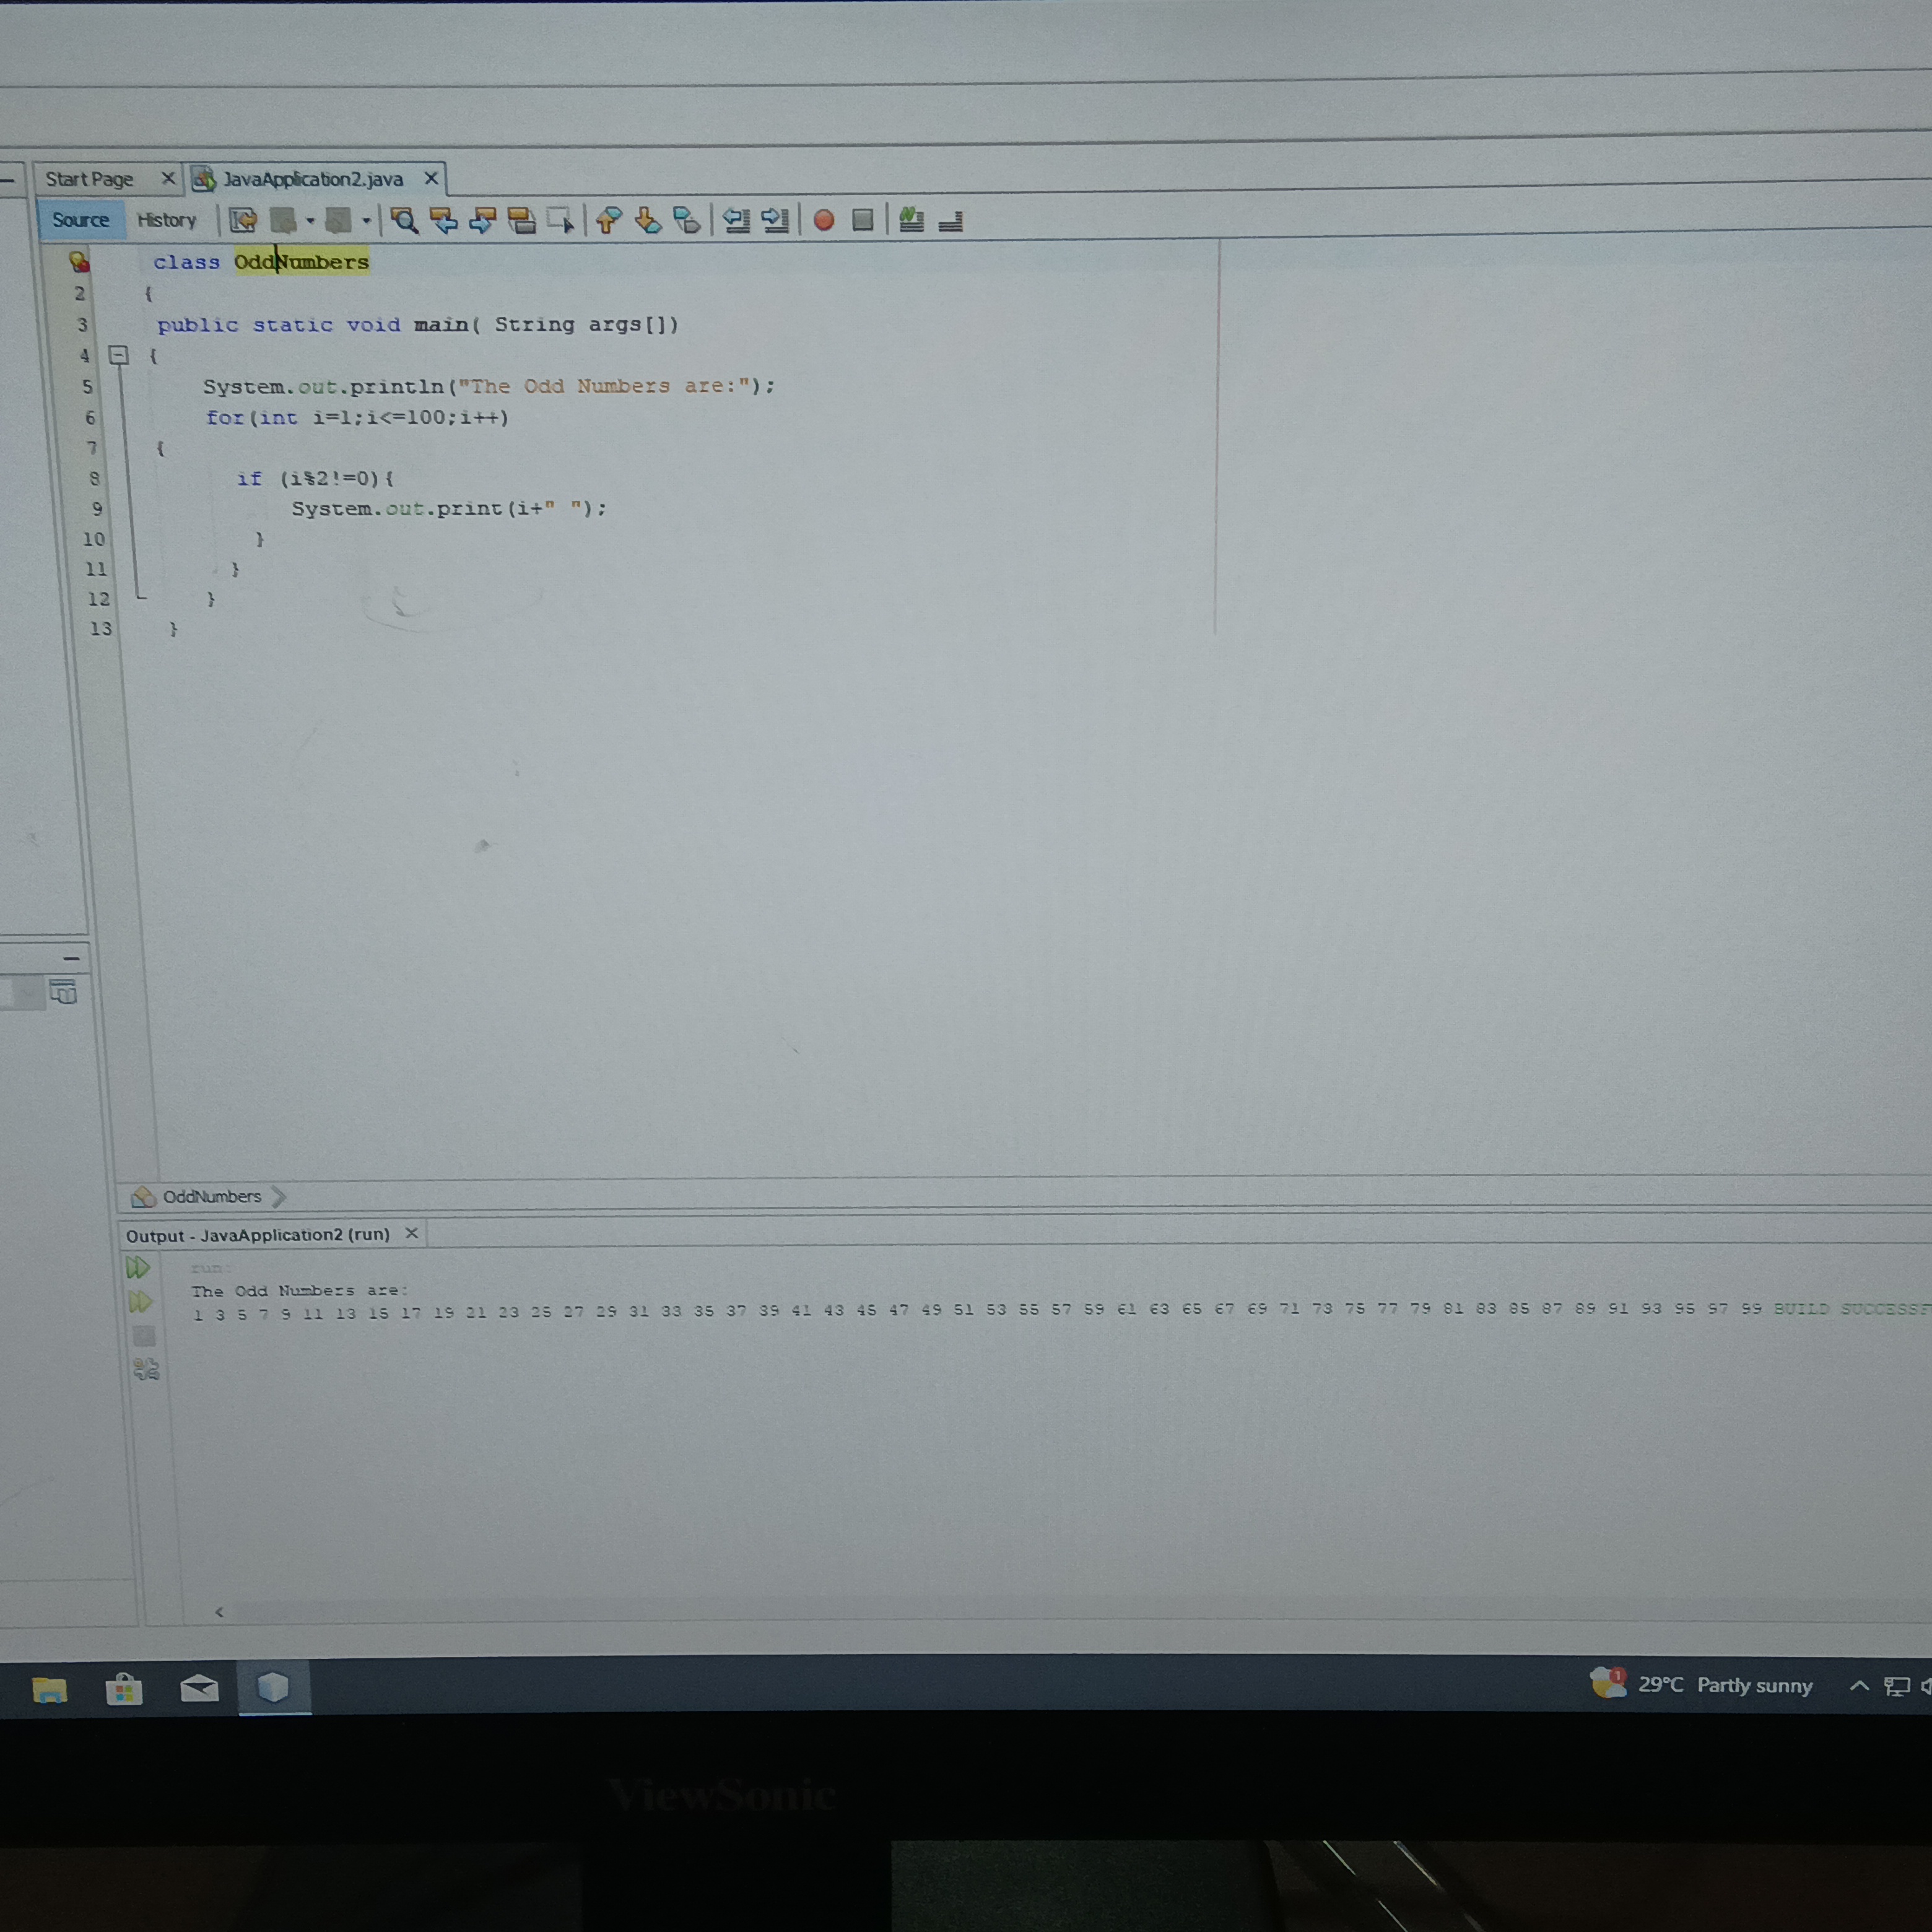 Start Page JavaApplication2.java
Source History
class OddNumbers
2 {
3 public static void main( String args[])
4 {
5 System.out.println("The Odd Numbers are:");
6 for(int i=1;i<=100;i++)
7 {
8 if (i%2!=0){
9 System.out.print(i+" ");
10 }
11 }
12 }
13 }
OddNumbers
Output - JavaApplication2 (run)
run:
The Odd Numbers are:
1 3 5 7 9 11 13 15 17 19 21 23 25 27 29 31 33 35 37 39 41 43 45 47 49 51 53 55 57 59 61 63 65 67 69 71 73 75 77 79 81 83 85 87 89 91 93 95 97 99 BUILD SUCCESSF
1
29°C Partly sunny
ViewSonic